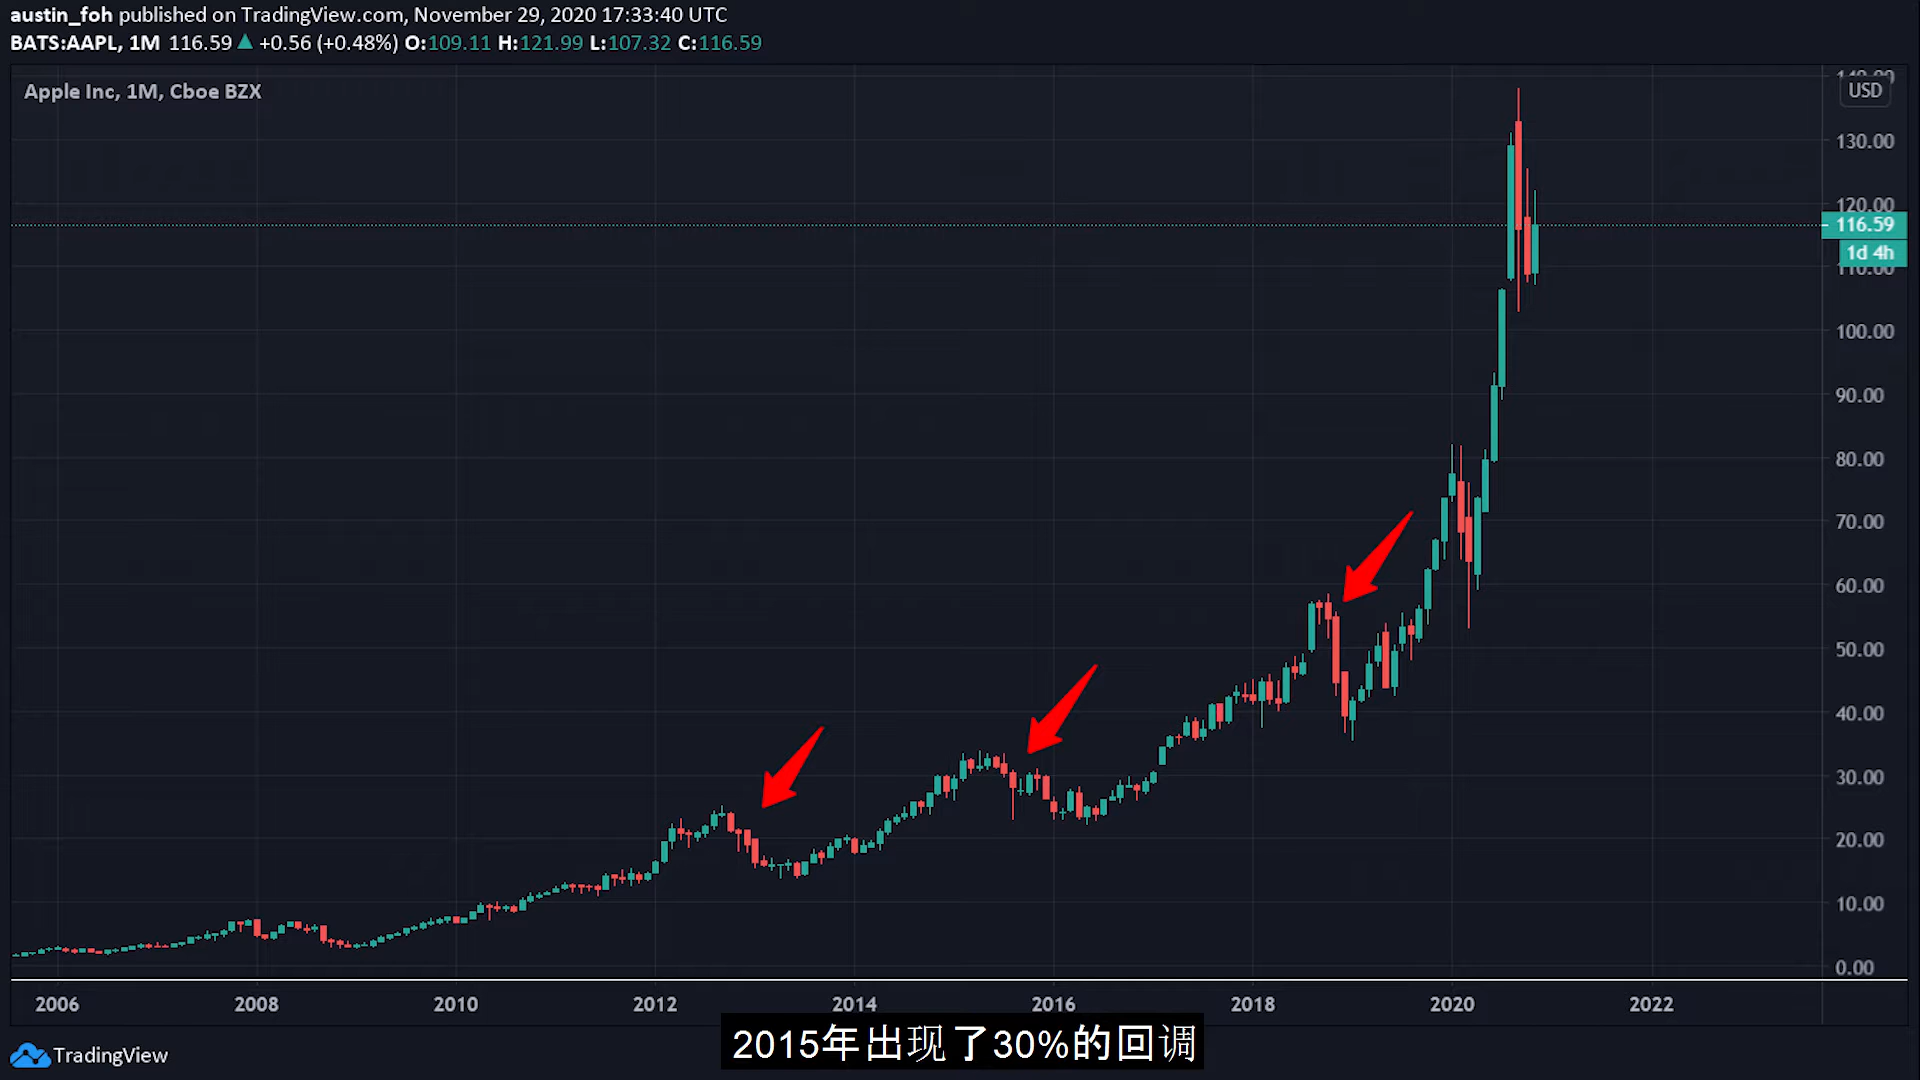 austin_foh published on TradingView.com, November 29, 2020 17:33:40 UTC
BATS:AAPL, 1M 116.59 ▲ +0.56 (+0.48%) O:109.11 H:121.99 L:107.32 C:116.59
Apple Inc, 1M, Cboe BZX
140.00
USD
130.00
120.00
116.59
1d 4h
110.00
100.00
90.00
80.00
70.00
60.00
50.00
40.00
30.00
20.00
10.00
0.00
2006 2008 2010 2012 2014 2016 2018 2020 2022
2015年出现了30%的回调
TradingView